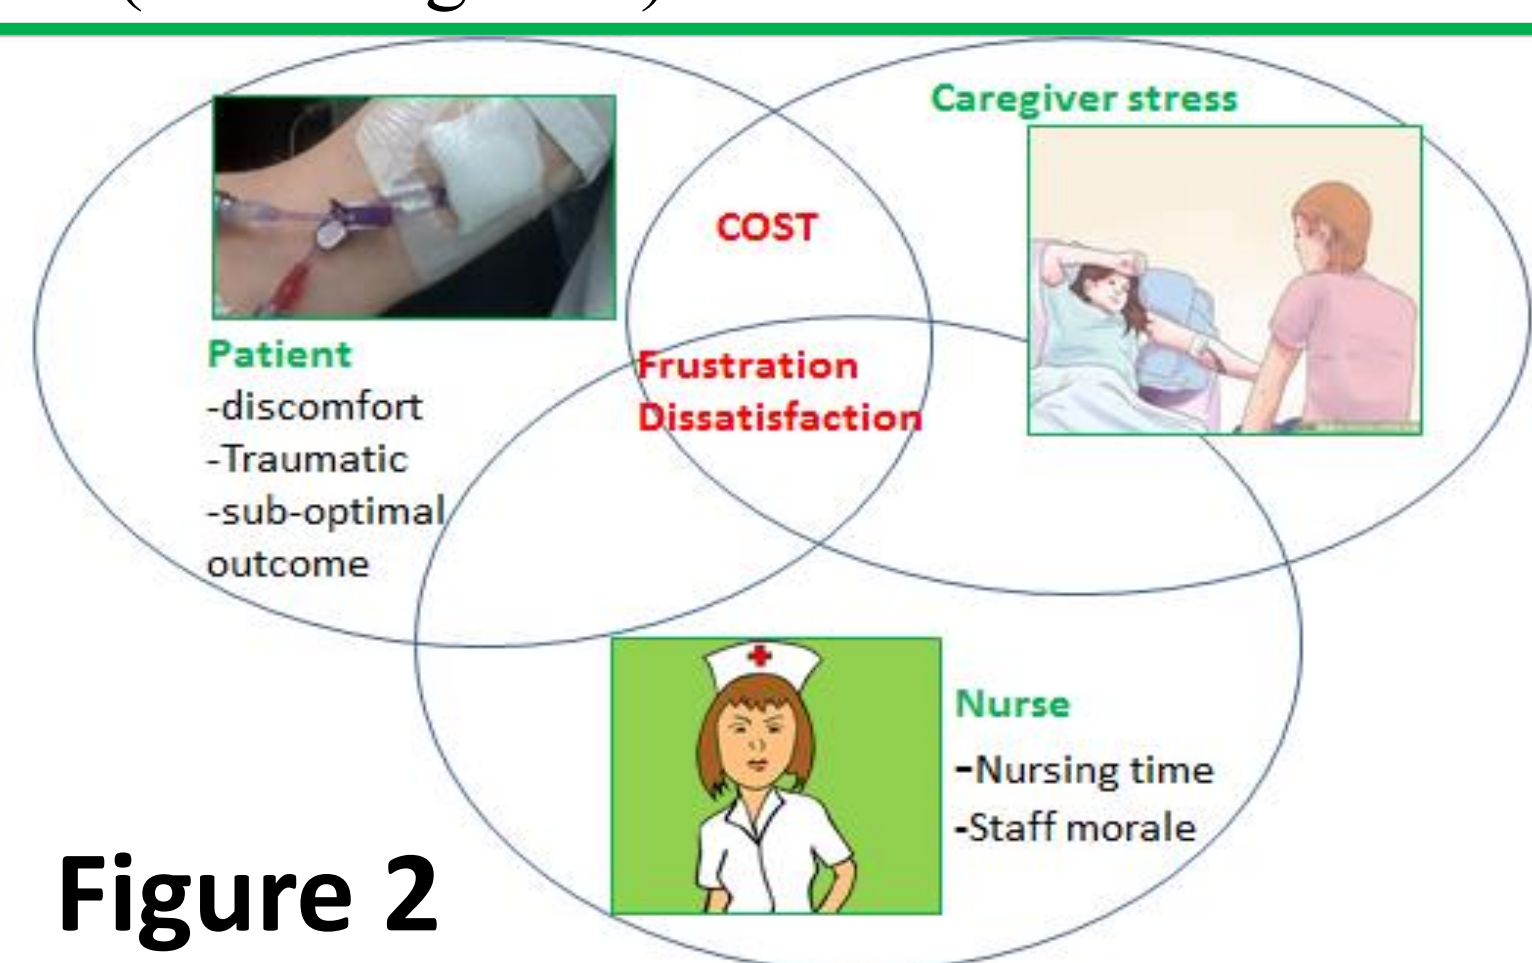 Caregiver stress
COST
Patient
-discomfort
-Traumatic
-sub-optimal
outcome
Frustration
Dissatisfaction
Nurse
-Nursing time
-Staff morale
Figure 2